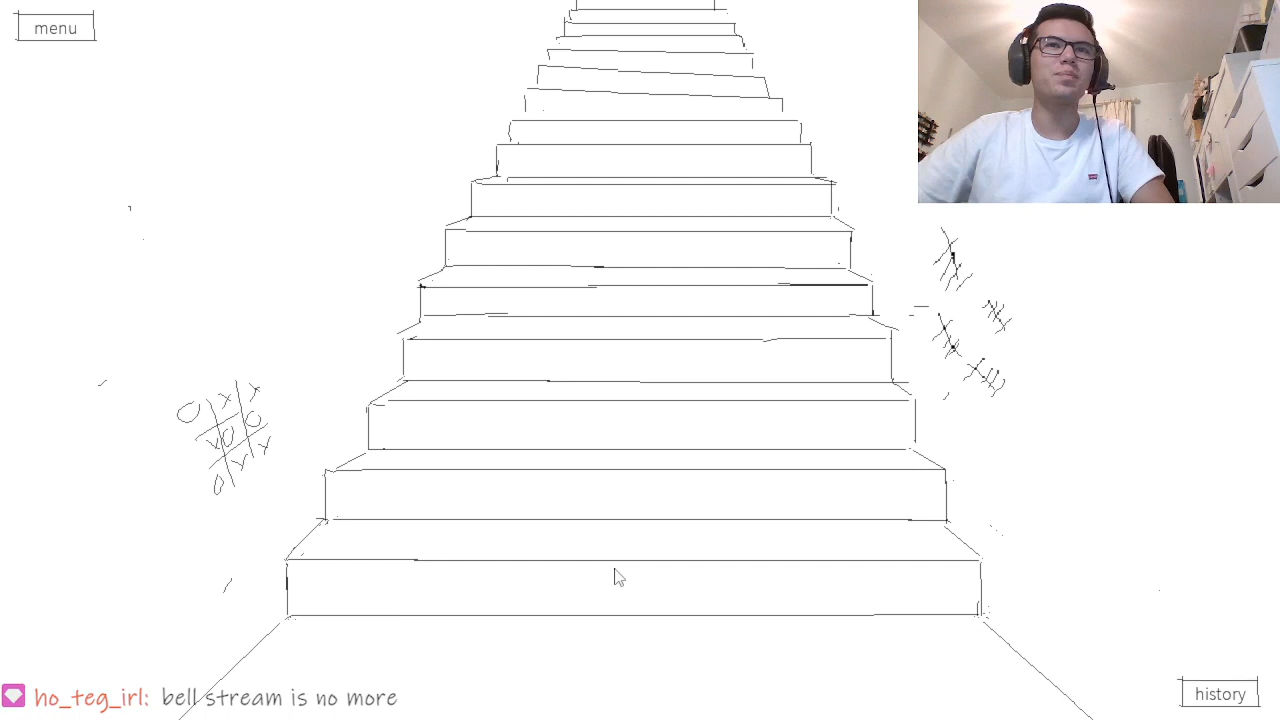 menu
O X X
X O O
O X X
history
ho_teg_irl: bell stream is no more